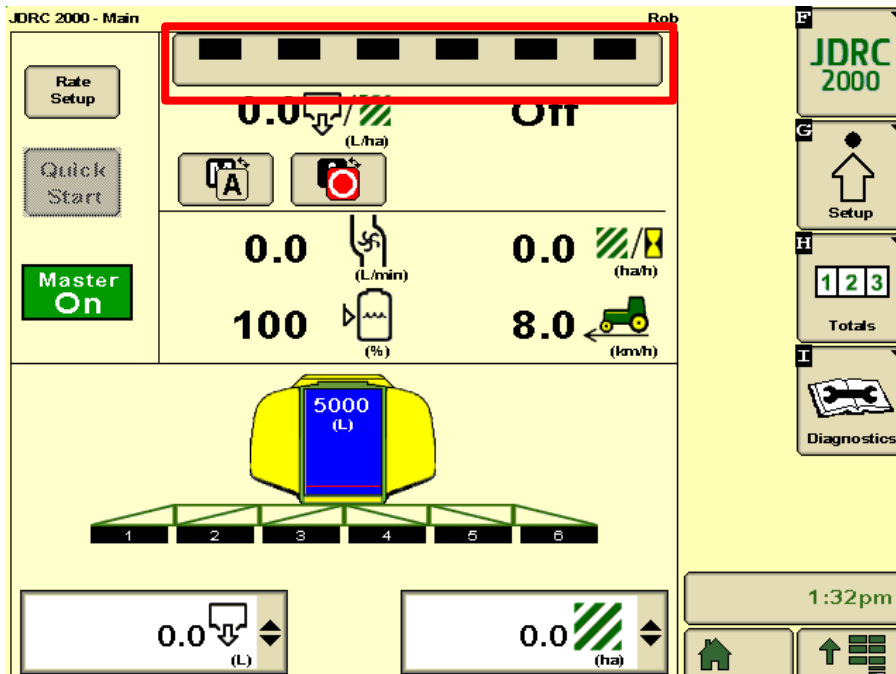 JDRC 2000 - Main
Rob
Rate
Setup
0.0
/
(L/ha)
Off
Quick
Start
A
0.0
(L/min)
0.0
/
(ha/h)
Master
On
100
(%)
8.0
(km/h)
5000
(L)
1 2 3 4 5 6
0.0
(L)
0.0
(ha)
F
JDRC
2000
G
Setup
H
1 2 3
Totals
I
Diagnostics
1:32pm